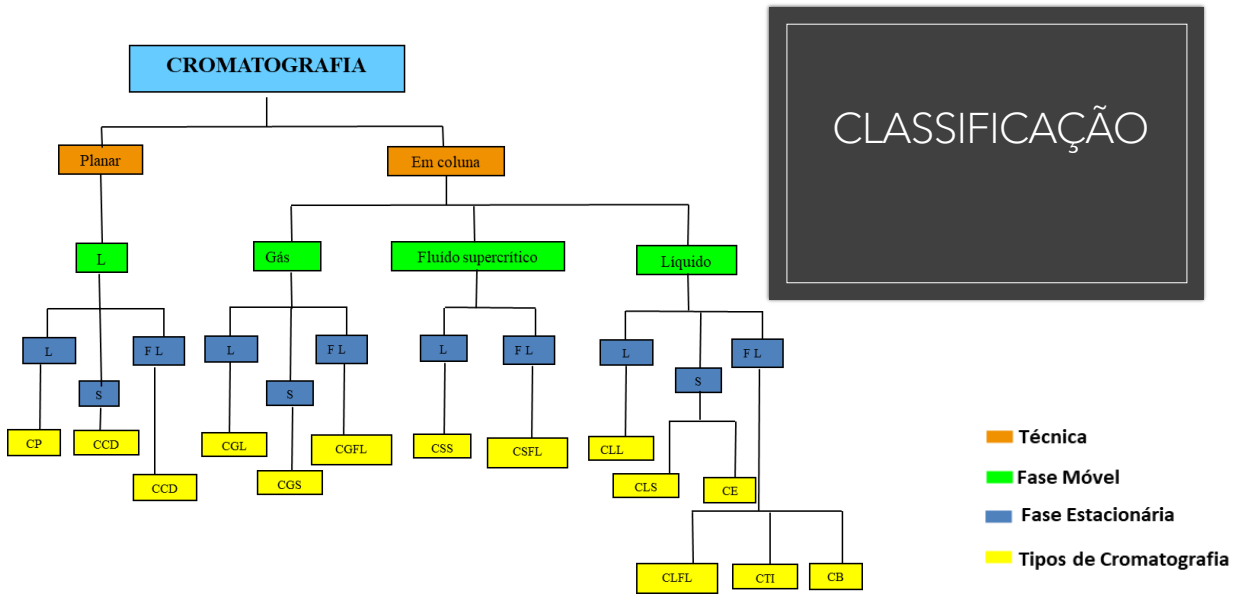 CROMATOGRAFIA
CLASSIFICAÇÃO
Planar
Em coluna
L
Gás
Fluído supercrítico
Líquido
L
F L
L
F L
L
F L
L
F L
S
S
S
CP
CCD
CGL
CGFL
CSS
CSFL
CLL
CCD
CGS
CLS
CE
CLFL
CTI
CB
Técnica
Fase Móvel
Fase Estacionária
Tipos de Cromatografia